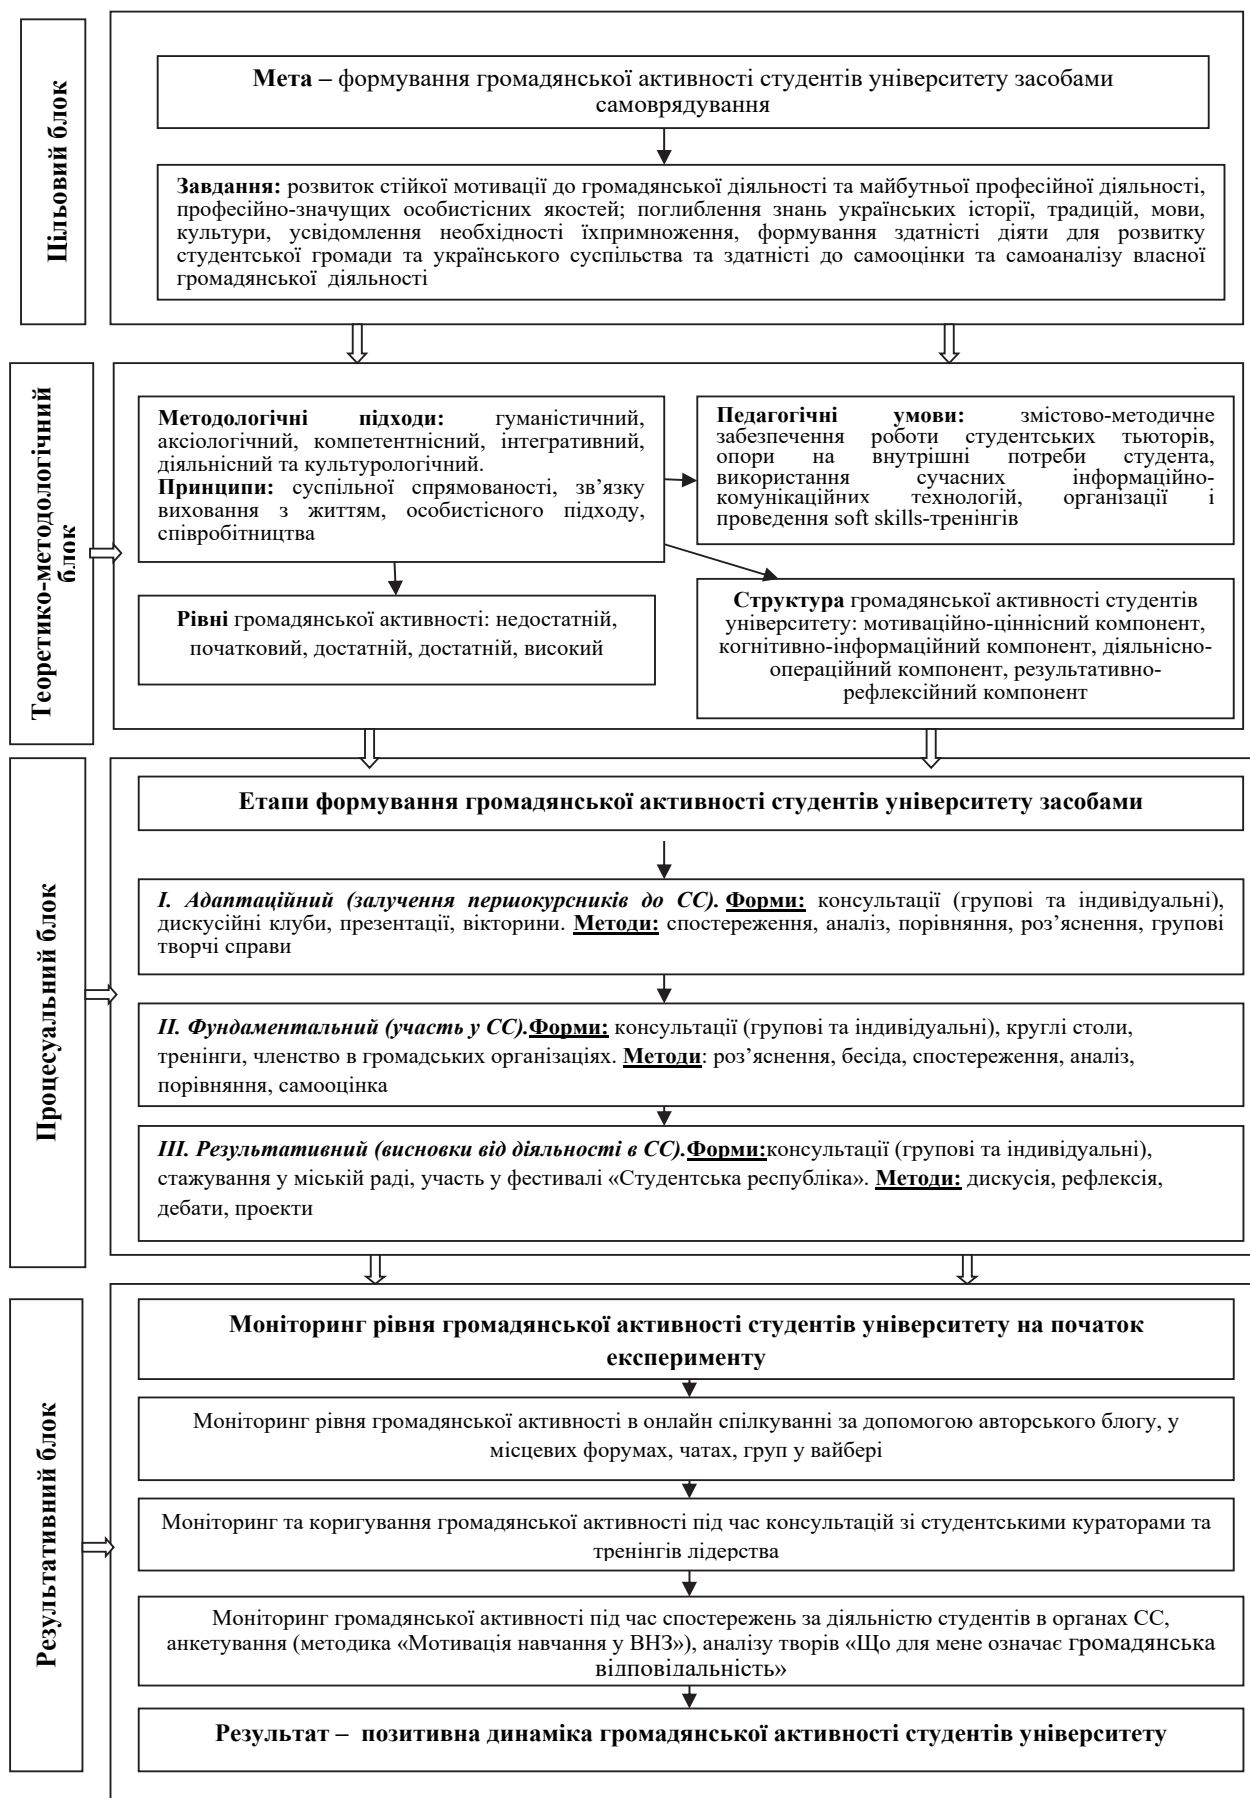 Цільовий блок
Мета – формування громадянської активності студентів університету засобами
самоврядування
Завдання: розвиток стійкої мотивації до громадянської діяльності та майбутньої професійної діяльності,
професійно-значущих особистісних якостей; поглиблення знань українських історії, традицій, мови,
культури, усвідомлення необхідності їхпримноження, формування здатністі діяти для розвитку
студентської громади та українського суспільства та здатністі до самооцінки та самоаналізу власної
громадянської діяльності
Теоретико-методологічний
блок
Методологічні підходи: гуманістичний,
аксіологічний, компетентнісний, інтегративний,
діяльнісний та культурологічний.
Принципи: суспільної спрямованості, зв’язку
виховання з життям, особистісного підходу,
співробітництва
Педагогічні умови: змістово-методичне
забезпечення роботи студентських тьюторів,
опори на внутрішні потреби студента,
використання сучасних інформаційно-
комунікаційних технологій, організації і
проведення soft skills-тренінгів
Рівні громадянської активності: недостатній,
початковий, достатній, достатній, високий
Структура громадянської активності студентів
університету: мотиваційно-ціннісний компонент,
когнітивно-інформаційний компонент, діяльнісно-
операційний компонент, результативно-
рефлексійний компонент
Процесуальний блок
Етапи формування громадянської активності студентів університету засобами
I. Адаптаційний (залучення першокурсників до СС). Форми: консультації (групові та індивідуальні),
дискусійні клуби, презентації, вікторини. Методи: спостереження, аналіз, порівняння, роз’яснення, групові
творчі справи
II. Фундаментальний (участь у СС).Форми: консультації (групові та індивідуальні), круглі столи,
тренінги, членство в громадських організаціях. Методи: роз’яснення, бесіда, спостереження, аналіз,
порівняння, самооцінка
III. Результативний (висновки від діяльності в СС).Форми:консультації (групові та індивідуальні),
стажування у міській раді, участь у фестивалі «Студентська республіка». Методи: дискусія, рефлексія,
дебати, проекти
Результативний блок
Моніторинг рівня громадянської активності студентів університету на початок
експерименту
Моніторинг рівня громадянської активності в онлайн спілкуванні за допомогою авторського блогу, у
місцевих форумах, чатах, груп у вайбері
Моніторинг та коригування громадянської активності під час консультацій зі студентськими кураторами та
тренінгів лідерства
Моніторинг громадянської активності під час спостережень за діяльністю студентів в органах СС,
анкетування (методика «Мотивація навчання у ВНЗ»), аналізу творів «Що для мене означає громадянська
відповідальність»
Результат – позитивна динаміка громадянської активності студентів університету